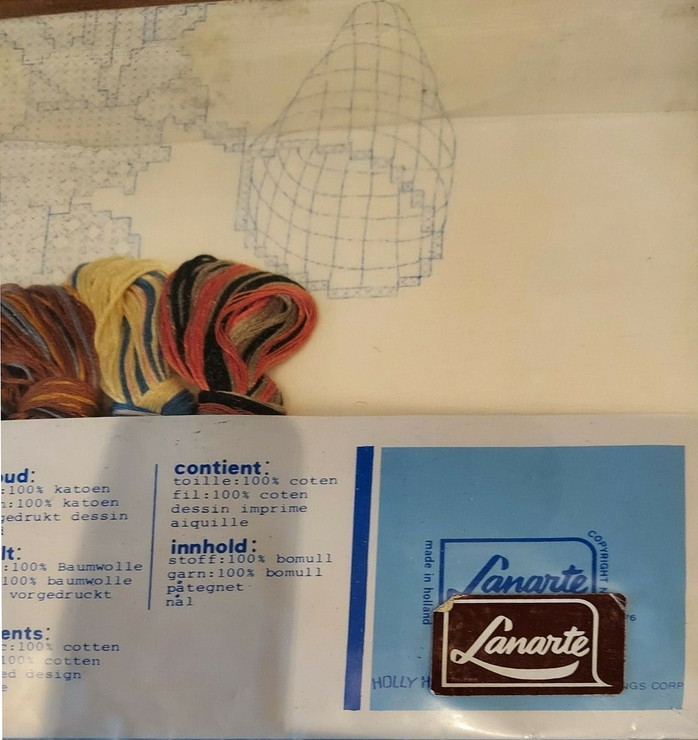 oud:
:100% katoen
n:100% katoen
gedrukt dessin
lt:
:100% Baumwolle
100% baumwolle
vorgedruckt
ents:
c:100% cotten
100% cotten
ed design
e
contient:
toille:100% coten
fil:100% coten
dessin imprime
aiquille
innhold:
stoff:100% bomull
garn:100% bomull
påtegnet
nål
made in holland
Lanarte
COPYRIGHT N
76
Lanarte
HOLLY H
GS CORP